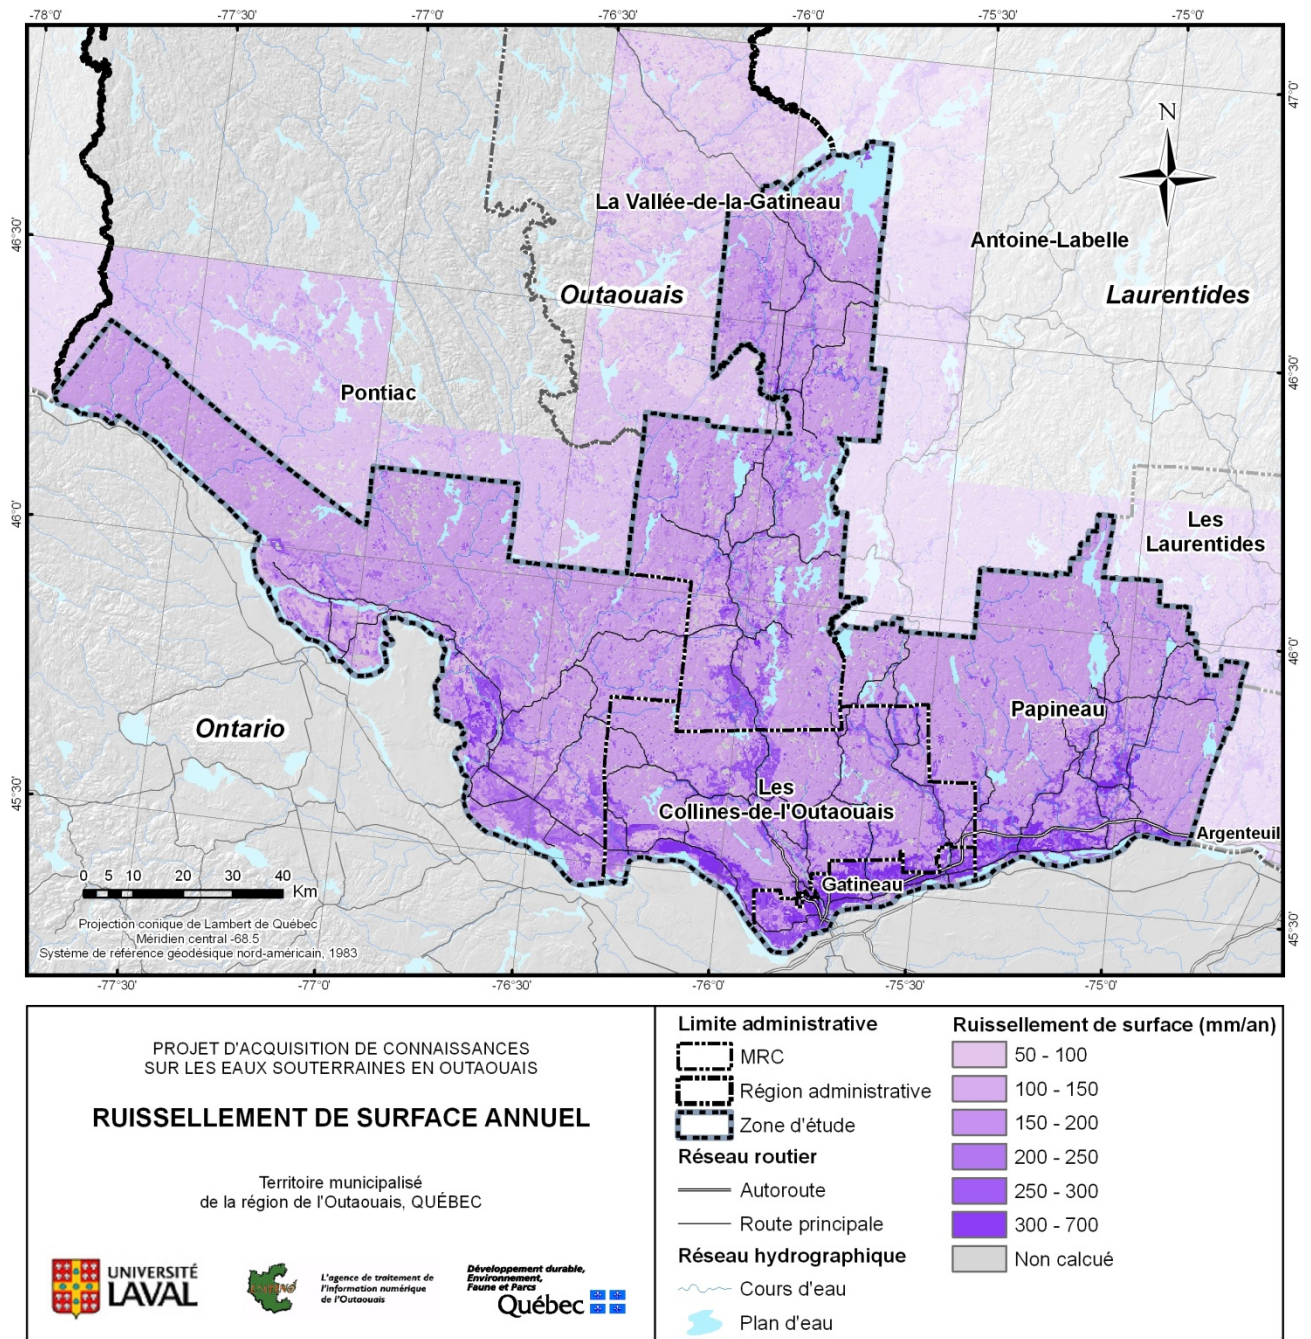 -78°0' -77°30' -77°0' -76°30' -76°0' -75°30' -75°0'
47°0'
N
La Vallée-de-la-Gatineau
46°30'
Antoine-Labelle
Outaouais
Laurentides
46°30'
Pontiac
46°0'
Les
Laurentides
46°0'
Papineau
Ontario
Les
Collines-de-l'Outaouais
45°30'
Argenteuil
Gatineau
0 5 10 20 30 40
Km
Projection conique de Lambert de Québec
Méridien central -68.5
Système de référence géodésique nord-américain, 1983
45°30'
-77°30' -77°0' -76°30' -76°0' -75°30' -75°0'
PROJET D'ACQUISITION DE CONNAISSANCES
SUR LES EAUX SOUTERRAINES EN OUTAOUAIS
RUISSELLEMENT DE SURFACE ANNUEL
Territoire municipalisé
de la région de l'Outaouais, QUÉBEC
UNIVERSITÉ
LAVAL
L'agence de traitement de
l'information numérique
de l'Outaouais
Développement durable,
Environnement,
Faune et Parcs
Québec
Limite administrative
MRC
Région administrative
Zone d'étude
Réseau routier
Autoroute
Route principale
Réseau hydrographique
Cours d'eau
Plan d'eau
Ruissellement de surface (mm/an)
50 - 100
100 - 150
150 - 200
200 - 250
250 - 300
300 - 700
Non calcué